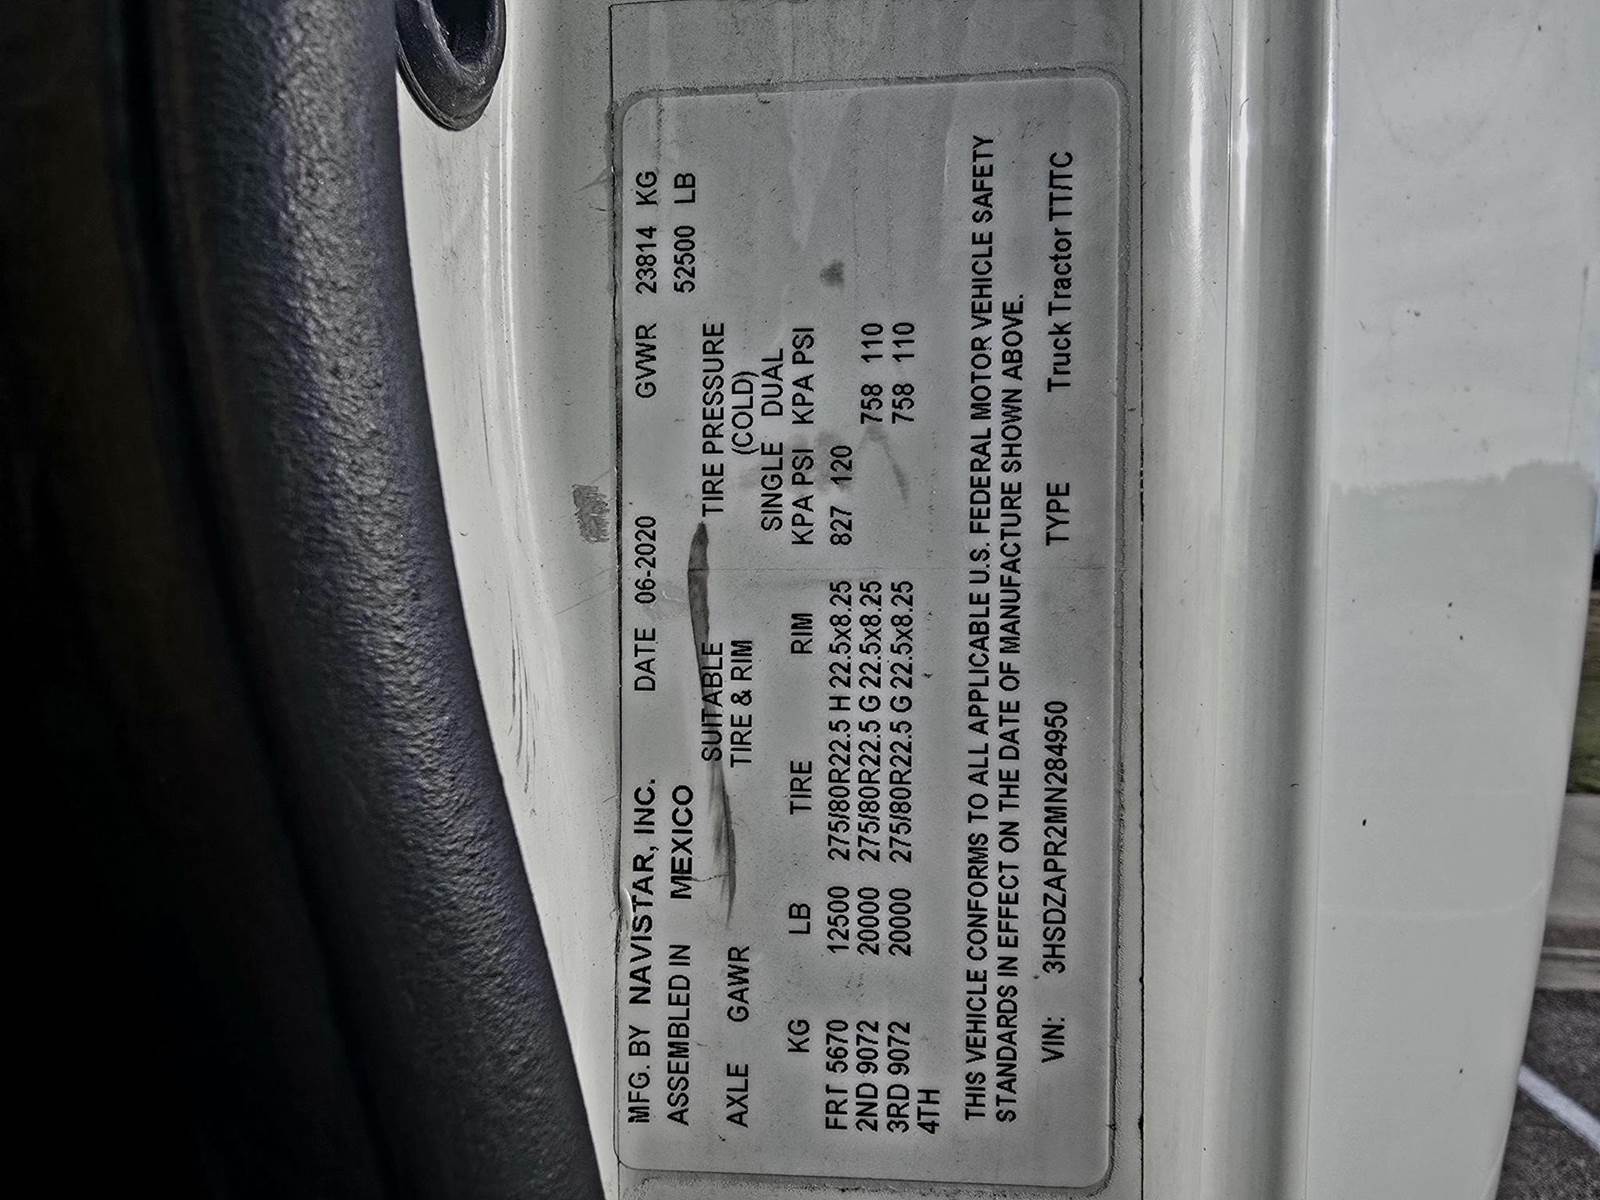 MFG. BY NAVISTAR, INC. DATE 06-2020 GVWR 23814 KG
ASSEMBLED IN MEXICO 52500 LB
SUITABLE TIRE PRESSURE
AXLE GAWR TIRE & RIM (COLD)
SINGLE DUAL
KG LB TIRE RIM KPA PSI KPA PSI
FRT 5670 12500 275/80R22.5 H 22.5x8.25 827 120
2ND 9072 20000 275/80R22.5 G 22.5x8.25 758 110
3RD 9072 20000 275/80R22.5 G 22.5x8.25 758 110
4TH
THIS VEHICLE CONFORMS TO ALL APPLICABLE U.S. FEDERAL MOTOR VEHICLE SAFETY
STANDARDS IN EFFECT ON THE DATE OF MANUFACTURE SHOWN ABOVE.
VIN: 3HSDZAPR2MN284950 TYPE Truck Tractor TT/TC